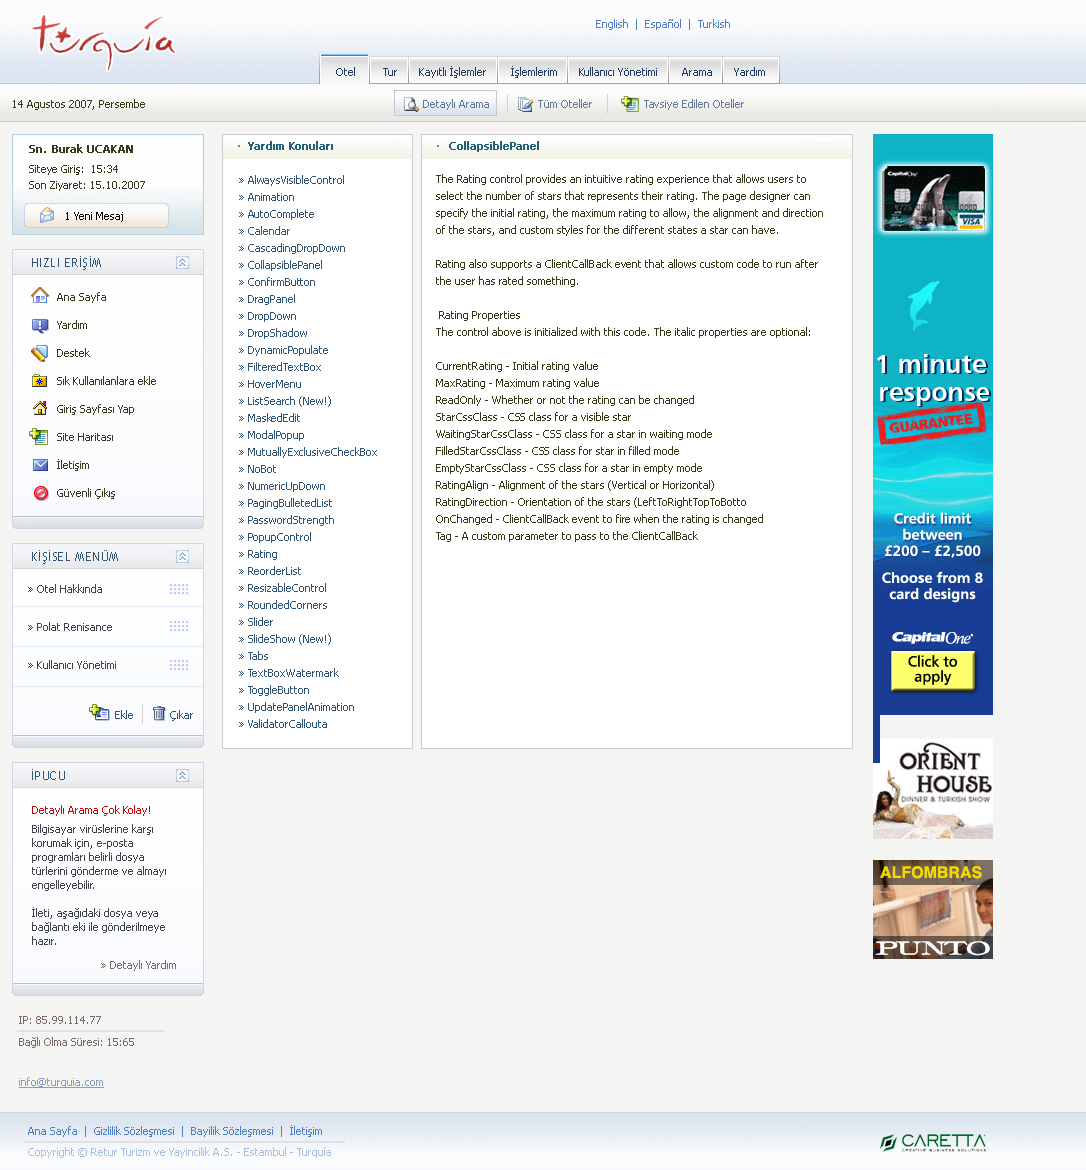 turquía
English | Español | Turkish
Otel
Tur
Kayıtlı İşlemler
İşlemlerim
Kullanıcı Yönetimi
Arama
Yardım
14 Agustos 2007, Persembe
Detaylı Arama
Tüm Oteller
Tavsiye Edilen Oteller
Sn. Burak UCAKAN
Siteye Giriş: 15:34
Son Ziyaret: 15.10.2007
1 Yeni Mesaj
HIZLI ERİŞİM
Ana Sayfa
Yardım
Destek
Sık Kullanılanlara ekle
Giriş Sayfası Yap
Site Haritası
İletişim
Güvenli Çıkış
KİŞİSEL MENÜM
» Otel Hakkında
» Polat Renisance
» Kullanıcı Yönetimi
Ekle
Çıkar
İPUCU
Detaylı Arama Çok Kolay!
Bilgisayar virüslerine karşı
korumak için, e-posta
programları belirli dosya
türlerini gönderme ve almayı
engelleyebilir.
İleti, aşağıdaki dosya veya
bağlantı eki ile gönderilmeye
hazır.
» Detaylı Yardım
IP: 85.99.114.77
Bağlı Olma Süresi: 15:65
info@turquia.com
· Yardım Konuları
» AlwaysVisibleControl
» Animation
» AutoComplete
» Calendar
» CascadingDropDown
» CollapsiblePanel
» ConfirmButton
» DragPanel
» DropDown
» DropShadow
» DynamicPopulate
» FilteredTextBox
» HoverMenu
» ListSearch (New!)
» MaskedEdit
» ModalPopup
» MutuallyExclusiveCheckBox
» NoBot
» NumericUpDown
» PagingBulletedList
» PasswordStrength
» PopupControl
» Rating
» ReorderList
» ResizableControl
» RoundedCorners
» Slider
» SlideShow (New!)
» Tabs
» TextBoxWatermark
» ToggleButton
» UpdatePanelAnimation
» ValidatorCallouta
· CollapsiblePanel
The Rating control provides an intuitive rating experience that allows users to
select the number of stars that represents their rating. The page designer can
specify the initial rating, the maximum rating to allow, the alignment and direction
of the stars, and custom styles for the different states a star can have.
Rating also supports a ClientCallBack event that allows custom code to run after
the user has rated something.
Rating Properties
The control above is initialized with this code. The italic properties are optional:
CurrentRating - Initial rating value
MaxRating - Maximum rating value
ReadOnly - Whether or not the rating can be changed
StarCssClass - CSS class for a visible star
WaitingStarCssClass - CSS class for a star in waiting mode
FilledStarCssClass - CSS class for star in filled mode
EmptyStarCssClass - CSS class for a star in empty mode
RatingAlign - Alignment of the stars (Vertical or Horizontal)
RatingDirection - Orientation of the stars (LeftToRightTopToBotto
OnChanged - ClientCallBack event to fire when the rating is changed
Tag - A custom parameter to pass to the ClientCallBack
CapitalOne
VISA
1 minute
response
GUARANTEE
Credit limit
between
£200 – £2,500
Choose from 8
card designs
CapitalOne
Click to
apply
ORIENT
HOUSE
DINNER & TURKISH SHOW
ALFOMBRAS
PUNTO
Ana Sayfa | Gizlilik Sözleşmesi | Bayilik Sözleşmesi | İletişim
Copyright © Retur Turizm ve Yayincilik A.S. - Estambul - Turquía
CARETTA
CREATIVE BUSINESS SOLUTIONS